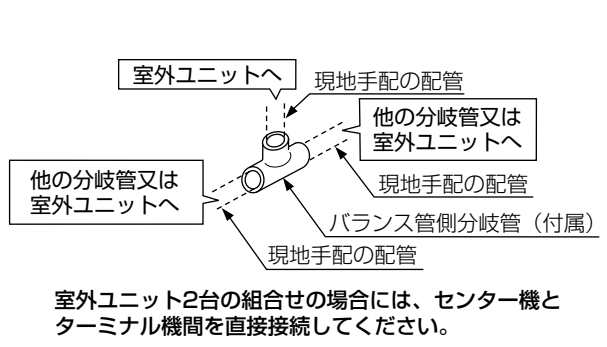 室外ユニットへ
現地手配の配管
他の分岐管又は
室外ユニットへ
他の分岐管又は
室外ユニットへ
現地手配の配管
バランス管側分岐管（付属）
現地手配の配管
室外ユニット2台の組合せの場合には、センター機と
ターミナル機間を直接接続してください。